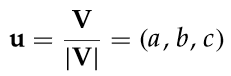 u = V / |V| = (a, b, c)